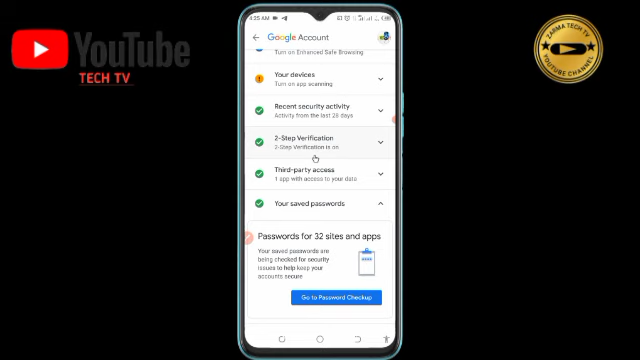 YouTube
TECH TV
4:35 AM
Google Account
Turn on Enhanced Safe Browsing
Your devices
Turn on app scanning
Recent security activity
Activity from the last 28 days
2-Step Verification
2-Step Verification is on
Third-party access
1 app with access to your data
Your saved passwords
Passwords for 32 sites and apps
Your saved passwords are
being checked for security
issues to help keep your
accounts secure
Go to Password Checkup
ZARMA TECH TV
YOUTUBE CHANNEL